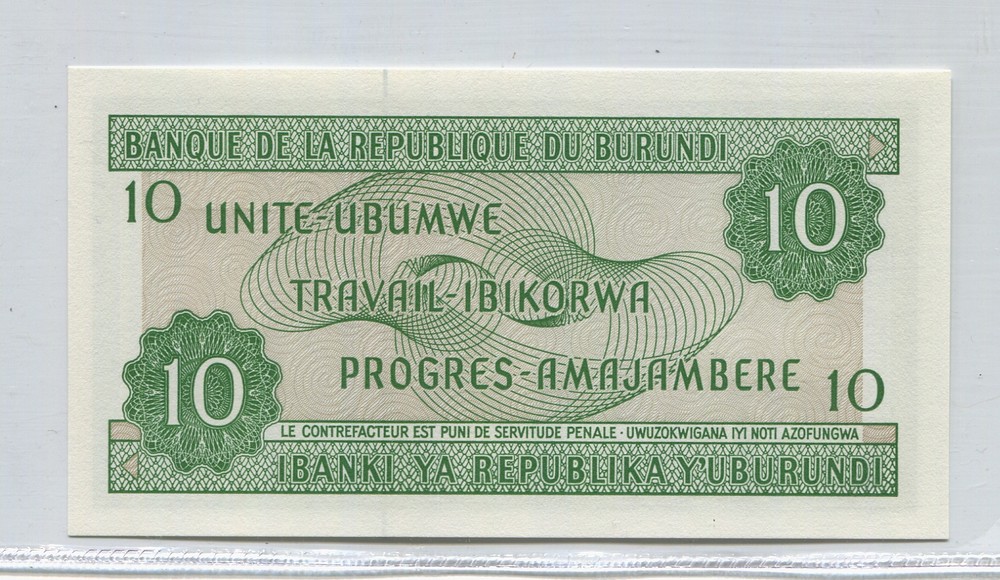 BANQUE DE LA REPUBLIQUE DU BURUNDI
10
10
UNITE-UBUMWE
TRAVAIL-IBIKORWA
PROGRES-AMAJAMBERE
10
10
LE CONTREFACTEUR EST PUNI DE SERVITUDE PENALE · UWUZOKWIGANA IYI NOTI AZOFUNGWA
IBANKI YA REPUBLIKA Y'UBURUNDI